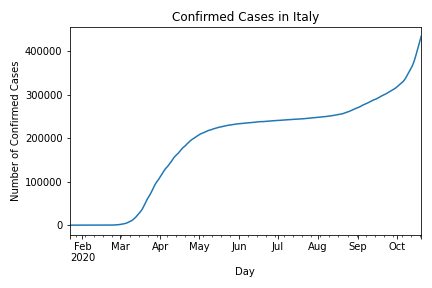 Confirmed Cases in Italy
400000
300000
200000
100000
0
Number of Confirmed Cases
Feb Mar Apr May Jun Jul Aug Sep Oct
2020
Day